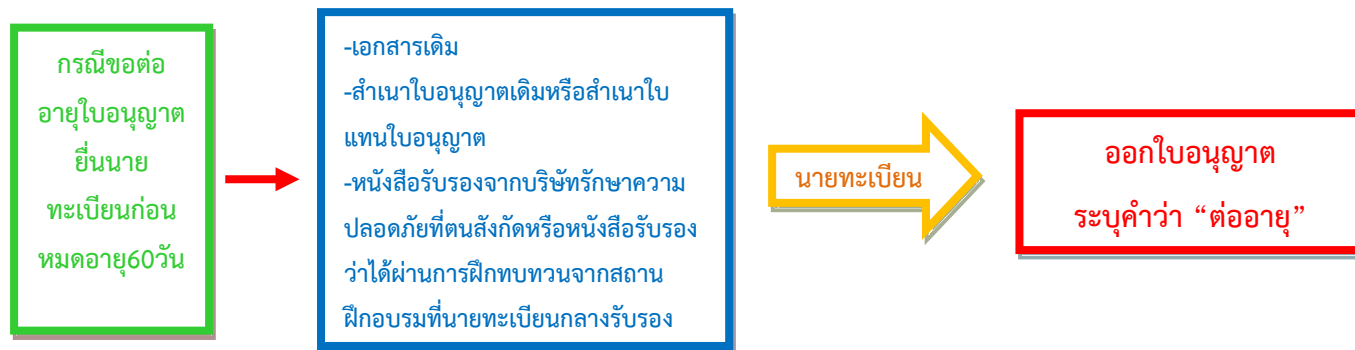 กรณีขอต่อ
อายุใบอนุญาต
ยื่นนาย
ทะเบียนก่อน
หมดอายุ60วัน
-เอกสารเดิม
-สำเนาใบอนุญาตเดิมหรือสำเนาใบ
แทนใบอนุญาต
-หนังสือรับรองจากบริษัทรักษาความ
ปลอดภัยที่ตนสังกัดหรือหนังสือรับรอง
ว่าได้ผ่านการฝึกทบทวนจากสถาน
ฝึกอบรมที่นายทะเบียนกลางรับรอง
นายทะเบียน
ออกใบอนุญาต
ระบุคำว่า “ต่ออายุ”